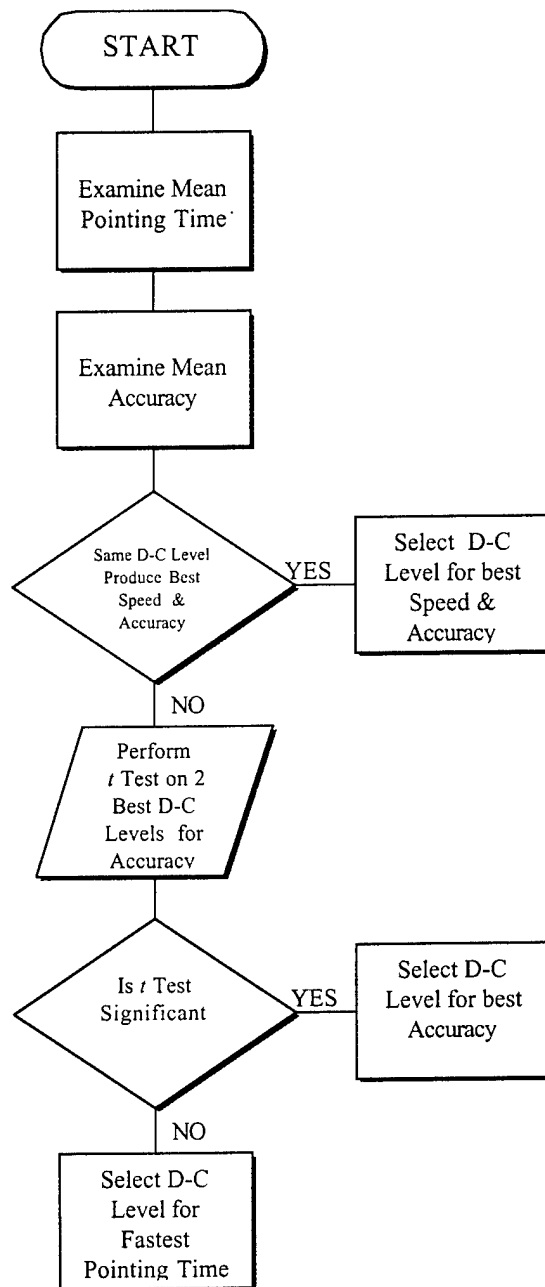 START
Examine Mean
Pointing Time
Examine Mean
Accuracy
Same D-C Level
Produce Best
Speed &
Accuracy
YES
Select D-C
Level for best
Speed &
Accuracy
NO
Perform
t Test on 2
Best D-C
Levels for
Accuracy
Is t Test
Significant
YES
Select D-C
Level for best
Accuracy
NO
Select D-C
Level for
Fastest
Pointing Time